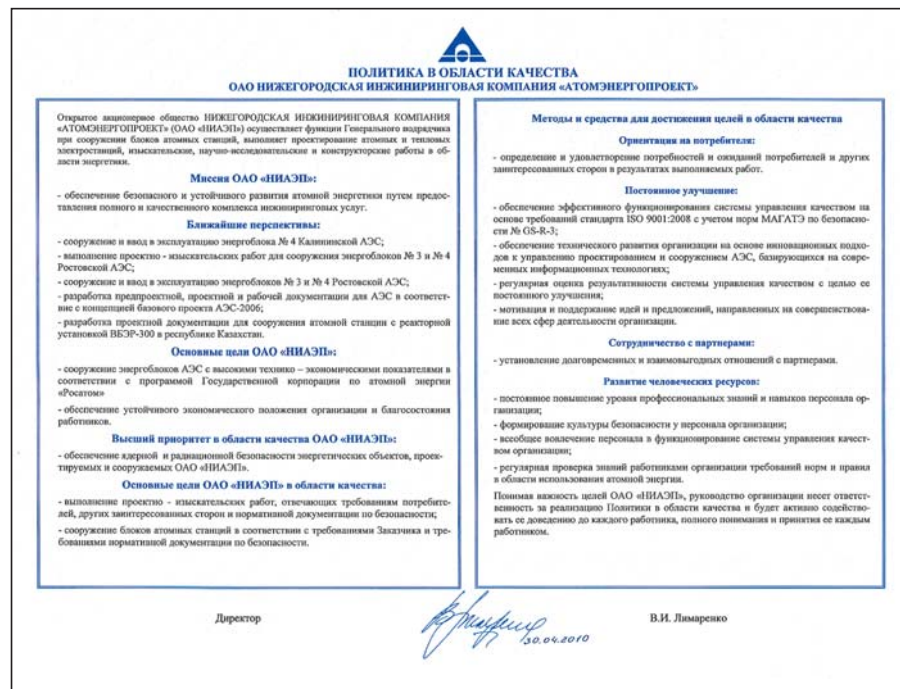 ПОЛИТИКА В ОБЛАСТИ КАЧЕСТВА
ОАО НИЖЕГОРОДСКАЯ ИНЖИНИРИНГОВАЯ КОМПАНИЯ «АТОМЭНЕРГОПРОЕКТ»
Открытое акционерное общество НИЖЕГОРОДСКАЯ ИНЖИНИРИНГОВАЯ КОМПАНИЯ
«АТОМЭНЕРГОПРОЕКТ» (ОАО «НИАЭП») осуществляет функции Генерального подрядчика
при сооружении блоков атомных станций, выполняет проектирование атомных и тепловых
электростанций, изыскательские, научно-исследовательские и конструкторские работы в об-
ласти энергетики.
Миссия ОАО «НИАЭП»:
- обеспечение безопасного и устойчивого развития атомной энергетики путем предос-
тавления полного и качественного комплекса инжиниринговых услуг.
Ближайшие перспективы:
- сооружение и ввод в эксплуатацию энергоблока № 4 Калининской АЭС;
- выполнение проектно - изыскательских работ для сооружения энергоблоков № 3 и № 4
Ростовской АЭС;
- сооружение и ввод в эксплуатацию энергоблоков № 3 и № 4 Ростовской АЭС;
- разработка предпроектной, проектной и рабочей документации для АЭС в соответст-
вие с концепцией базового проекта АЭС-2006;
- разработка проектной документации для сооружения атомной станции с реакторной
установкой ВБЭР-300 в республике Казахстан.
Основные цели ОАО «НИАЭП»:
- сооружение энергоблоков АЭС с высокими технико – экономическими показателями в
соответствии с программой Государственной корпорации по атомной энергии
«Росатом»
- обеспечение устойчивого экономического положения организации и благосостояния
работников.
Высший приоритет в области качества ОАО «НИАЭП»:
- обеспечение ядерной и радиационной безопасности энергетических объектов, проек-
тируемых и сооружаемых ОАО «НИАЭП».
Основные цели ОАО «НИАЭП» в области качества:
- выполнение проектно - изыскательских работ, отвечающих требованиям потребите-
лей, других заинтересованных сторон и нормативной документации по безопасности;
- сооружение блоков атомных станций в соответствии с требованиями Заказчика и тре-
бованиями нормативной документации по безопасности.
Методы и средства для достижения целей в области качества
Ориентация на потребителя:
- определение и удовлетворение потребностей и ожиданий потребителей и других
заинтересованных сторон в результатах выполняемых работ.
Постоянное улучшение:
- обеспечение эффективного функционирования системы управления качеством на
основе требований стандарта ISO 9001:2008 с учетом норм МАГАТЭ по безопасно-
сти № GS-R-3;
- обеспечение технического развития организации на основе инновационных подхо-
дов к управлению проектированием и сооружением АЭС, базирующихся на совре-
менных информационных технологиях;
- регулярная оценка результативности системы управления качеством с целью ее
постоянного улучшения;
- мотивация и поддержание идей и предложений, направленных на совершенствова-
ние всех сфер деятельности организации.
Сотрудничество с партнерами:
- установление долговременных и взаимовыгодных отношений с партнерами.
Развитие человеческих ресурсов:
- постоянное повышение уровня профессиональных знаний и навыков персонала ор-
ганизации;
- формирование культуры безопасности у персонала организации;
- всеобщее вовлечение персонала в функционирование системы управления качест-
вом организации;
- регулярная проверка знаний работниками организации требований норм и правил
в области использования атомной энергии.
Понимая важность целей ОАО «НИАЭП», руководство организации несет ответст-
венность за реализацию Политики в области качества и будет активно содейство-
вать ее доведению до каждого работника, полного понимания и принятия ее каждым
работником.
Директор
30.04.2010
В.И. Лимаренко